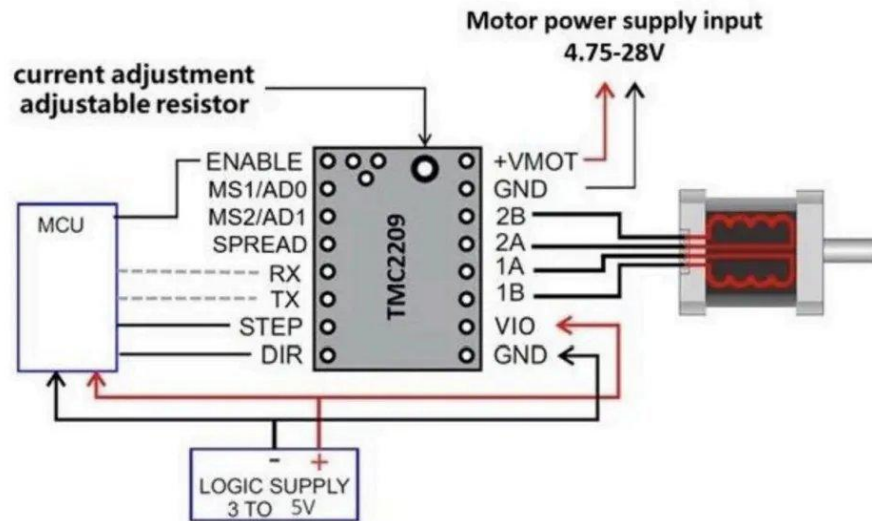 Motor power supply input
4.75-28V
current adjustment
adjustable resistor
ENABLE
MS1/AD0
MS2/AD1
SPREAD
RX
TX
STEP
DIR
MCU
TMC2209
+VMOT
GND
2B
2A
1A
1B
VIO
GND
- +
LOGIC SUPPLY
3 TO 5V